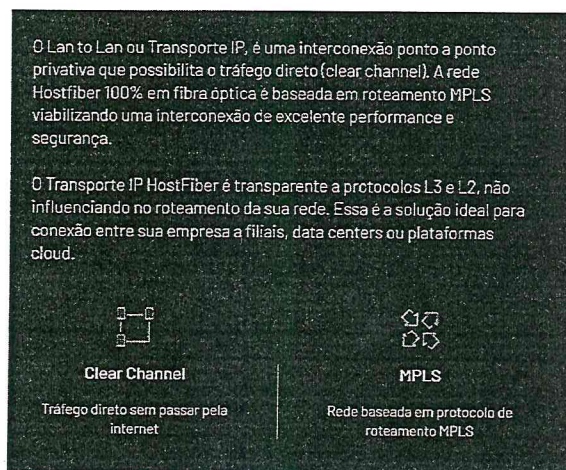 O Lan to Lan ou Transporte IP, é uma interconexão ponto a ponto
privativa que possibilita o tráfego direto (clear channel). A rede
Hostfiber 100% em fibra óptica é baseada em roteamento MPLS
viabilizando uma interconexão de excelente performance e
segurança.
O Transporte IP HostFiber é transparente a protocolos L3 e L2, não
influenciando no roteamento da sua rede. Essa é a solução ideal para
conexão entre sua empresa a filiais, data centers ou plataformas
cloud.
Clear Channel
Tráfego direto sem passar pela
internet
MPLS
Rede baseada em protocolo de
roteamento MPLS